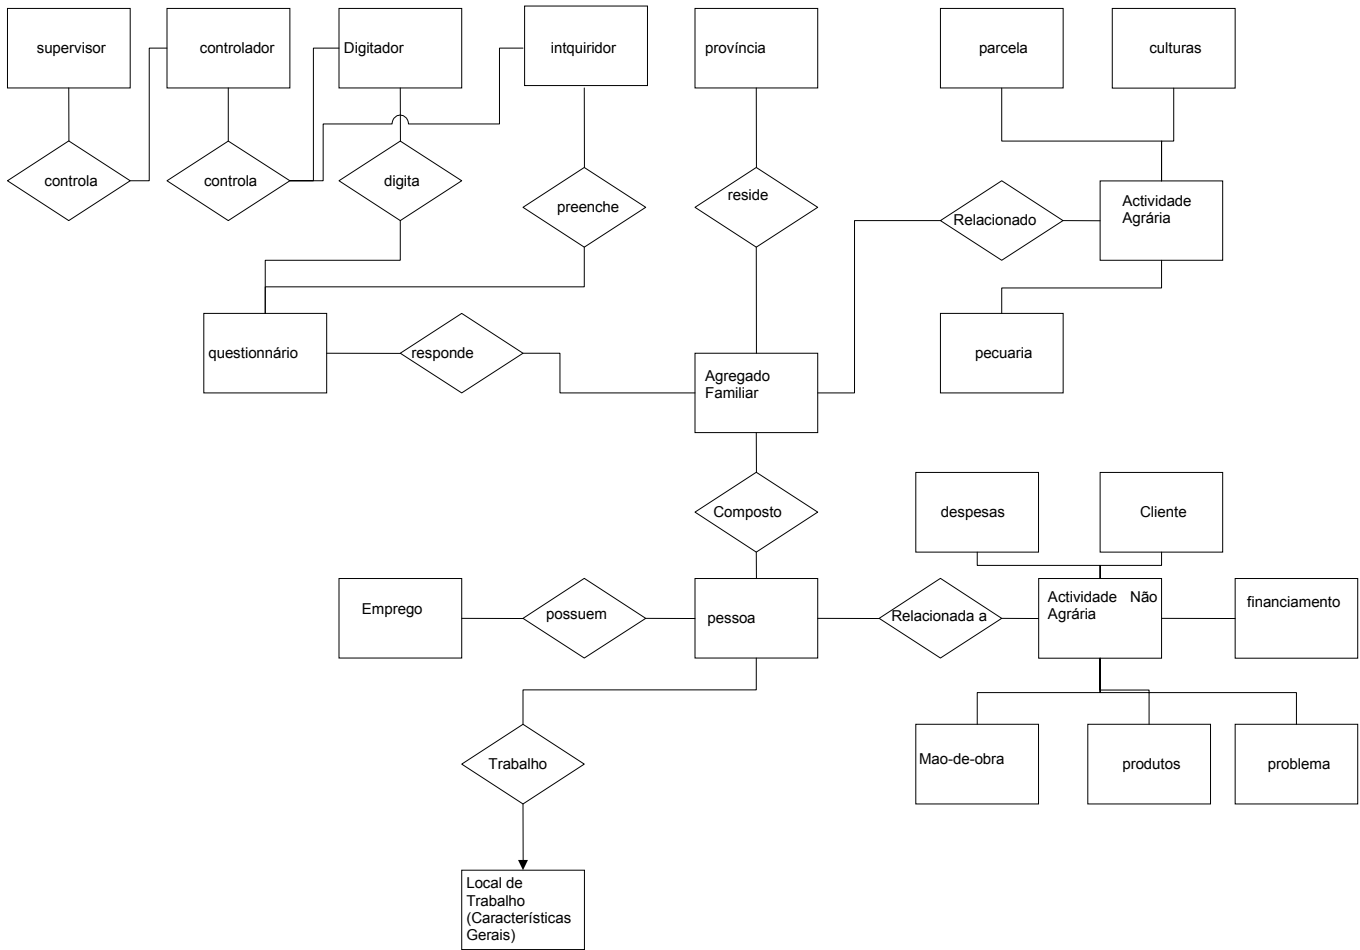 supervisor
controlador
Digitador
intquiridor
província
parcela
culturas
controla
controla
digita
preenche
reside
Relacionado
Actividade
Agrária
questionnário
responde
Agregado
Familiar
pecuaria
Composto
despesas
Cliente
Emprego
possuem
pessoa
Relacionada a
Actividade Não
Agrária
financiamento
Trabalho
Mao-de-obra
produtos
problema
Local de
Trabalho
(Características
Gerais)